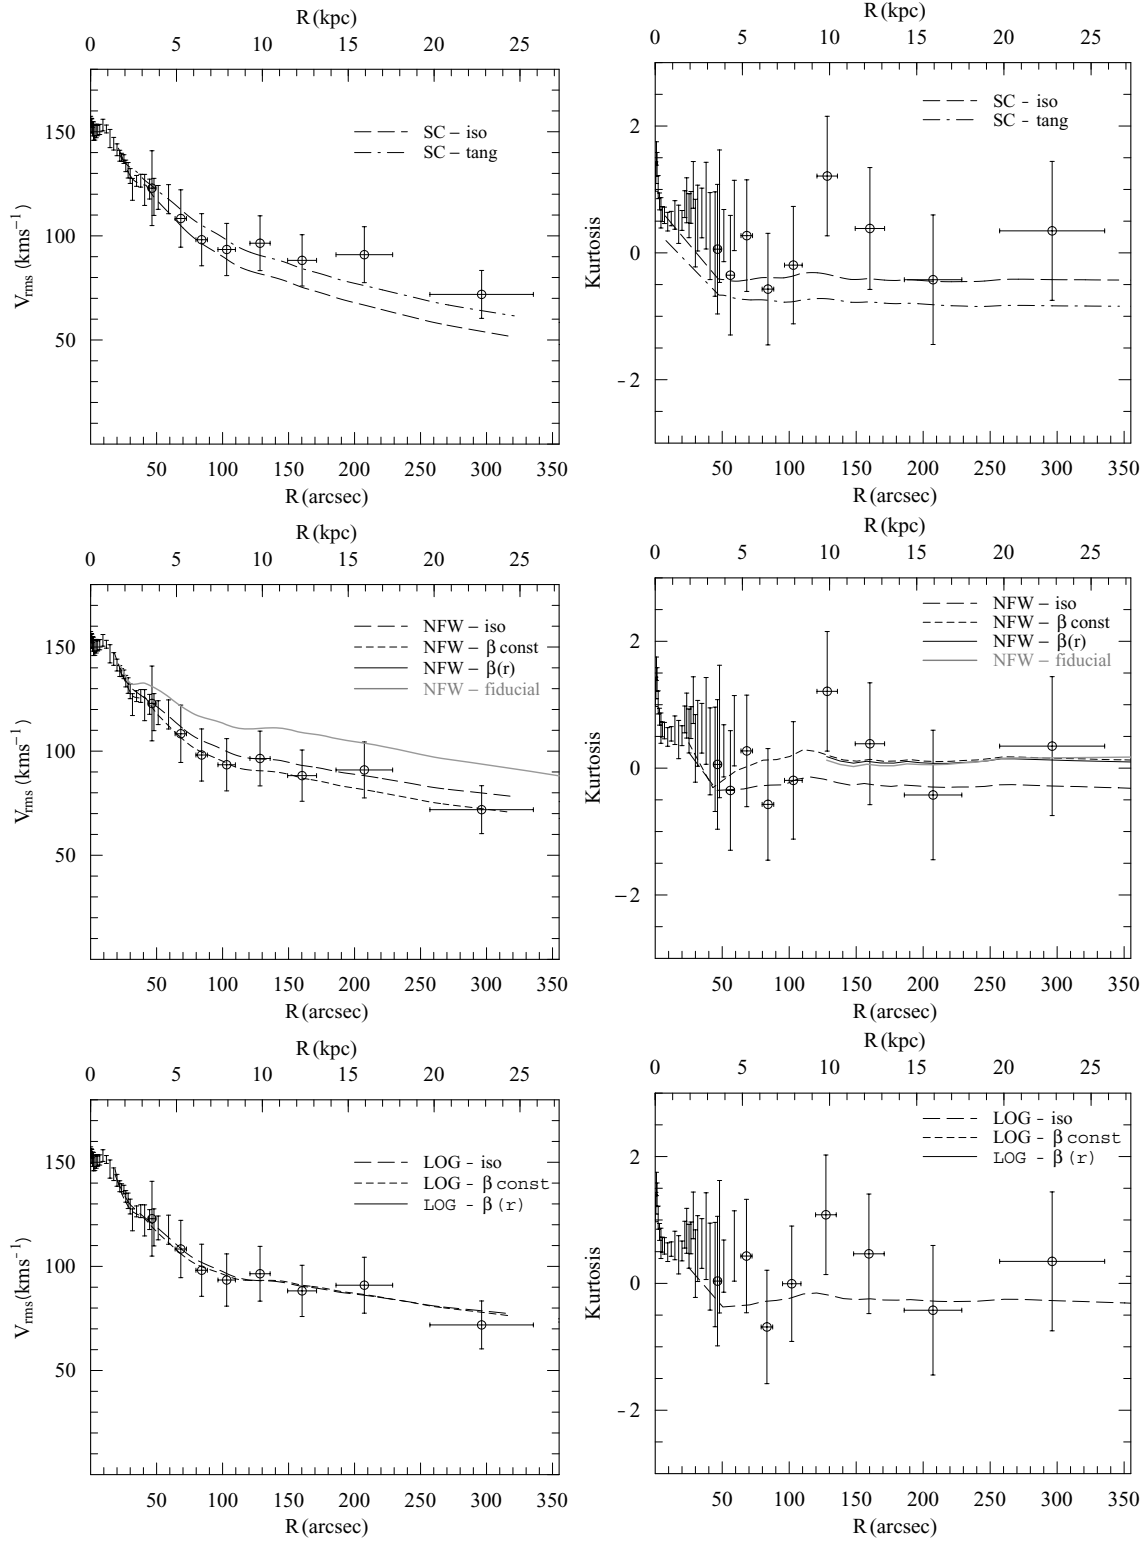 R (kpc)
0 5 10 15 20 25
V_rms (km s^−1)
150
100
50
SC – iso
SC – tang
50 100 150 200 250 300 350
R (arcsec)
R (kpc)
0 5 10 15 20 25
Kurtosis
2
0
-2
SC - iso
SC - tang
50 100 150 200 250 300 350
R (arcsec)
R (kpc)
0 5 10 15 20 25
V_rms (km s^−1)
150
100
50
NFW – iso
NFW – β const
NFW – β(r)
NFW – fiducial
50 100 150 200 250 300 350
R (arcsec)
R (kpc)
0 5 10 15 20 25
Kurtosis
2
0
−2
NFW – iso
NFW – β const
NFW – β(r)
NFW – fiducial
50 100 150 200 250 300 350
R (arcsec)
R (kpc)
0 5 10 15 20 25
V_rms (km s^−1)
150
100
50
LOG - iso
LOG - β const
LOG - β (r)
50 100 150 200 250 300 350
R (arcsec)
R (kpc)
0 5 10 15 20 25
Kurtosis
2
0
-2
LOG - iso
LOG - β const
LOG - β (r)
50 100 150 200 250 300 350
R (arcsec)